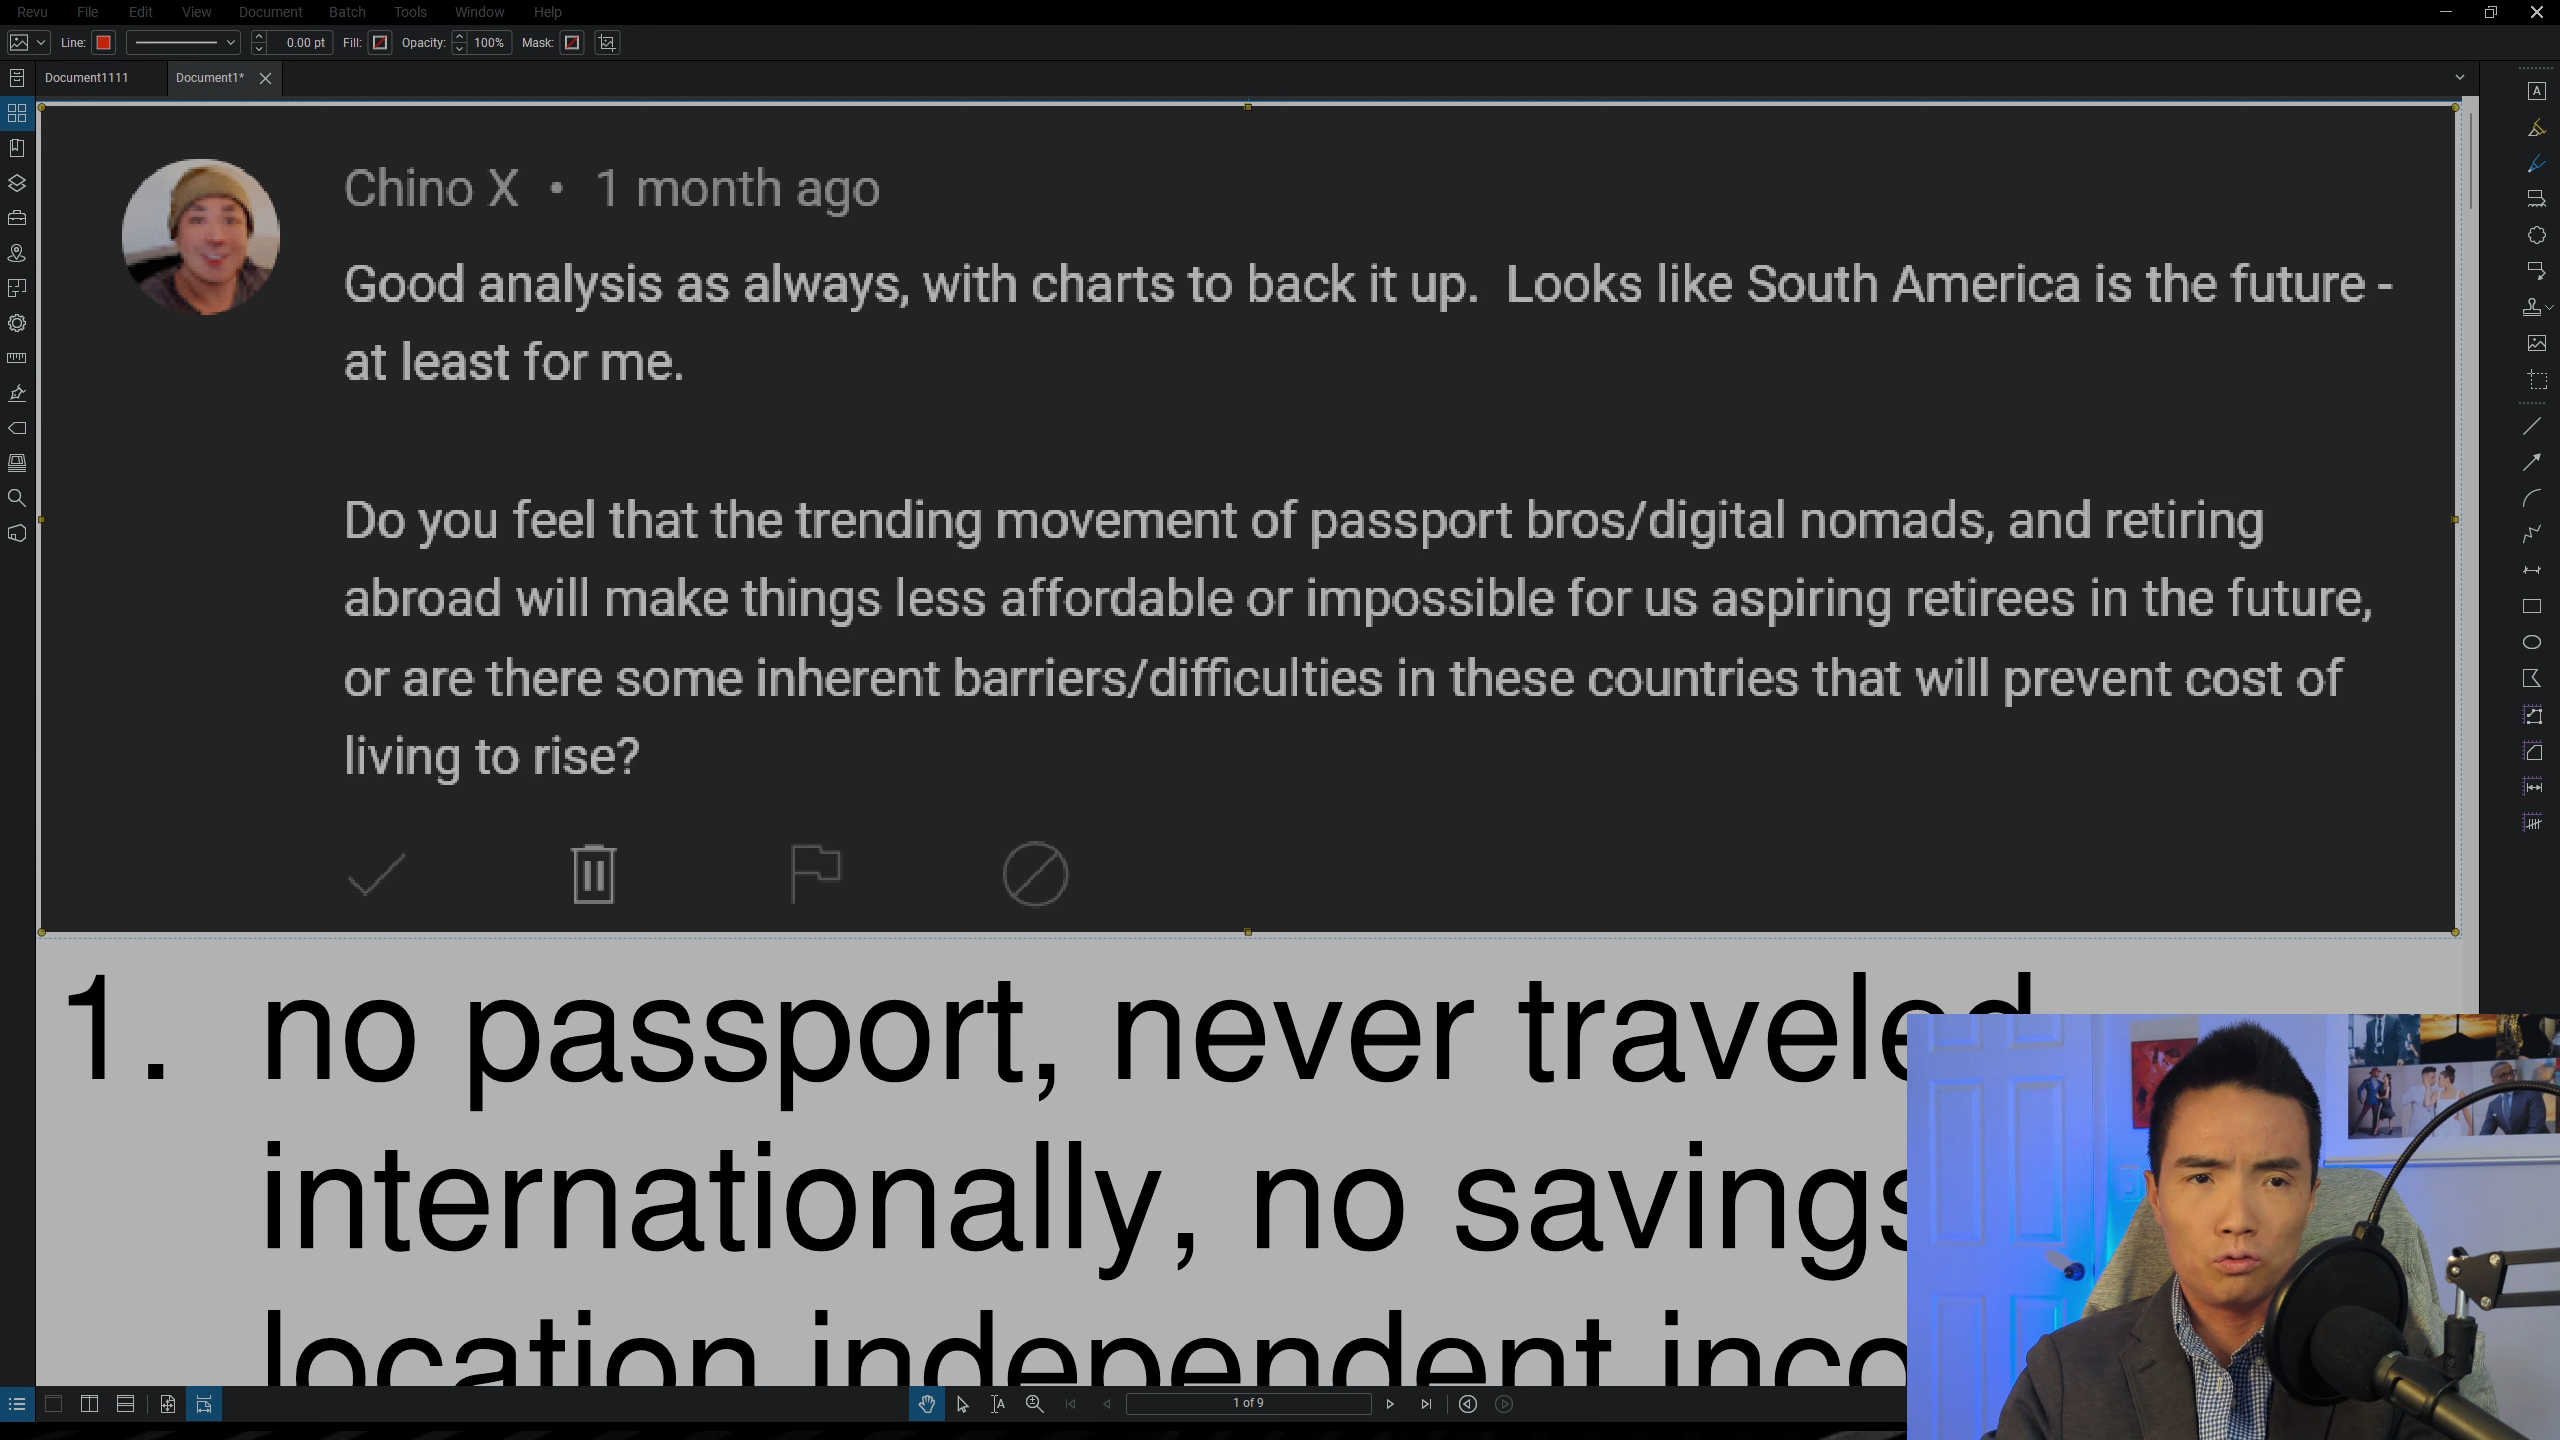 Revu File Edit View Document Batch Tools Window Help
Line: 0.00 pt Fill: Opacity: 100% Mask:
Document1111 Document1*
Chino X • 1 month ago
Good analysis as always, with charts to back it up. Looks like South America is the future -
at least for me.
Do you feel that the trending movement of passport bros/digital nomads, and retiring
abroad will make things less affordable or impossible for us aspiring retirees in the future,
or are there some inherent barriers/difficulties in these countries that will prevent cost of
living to rise?
1. no passport, never traveled
internationally, no savings
location independent inco
1 of 9